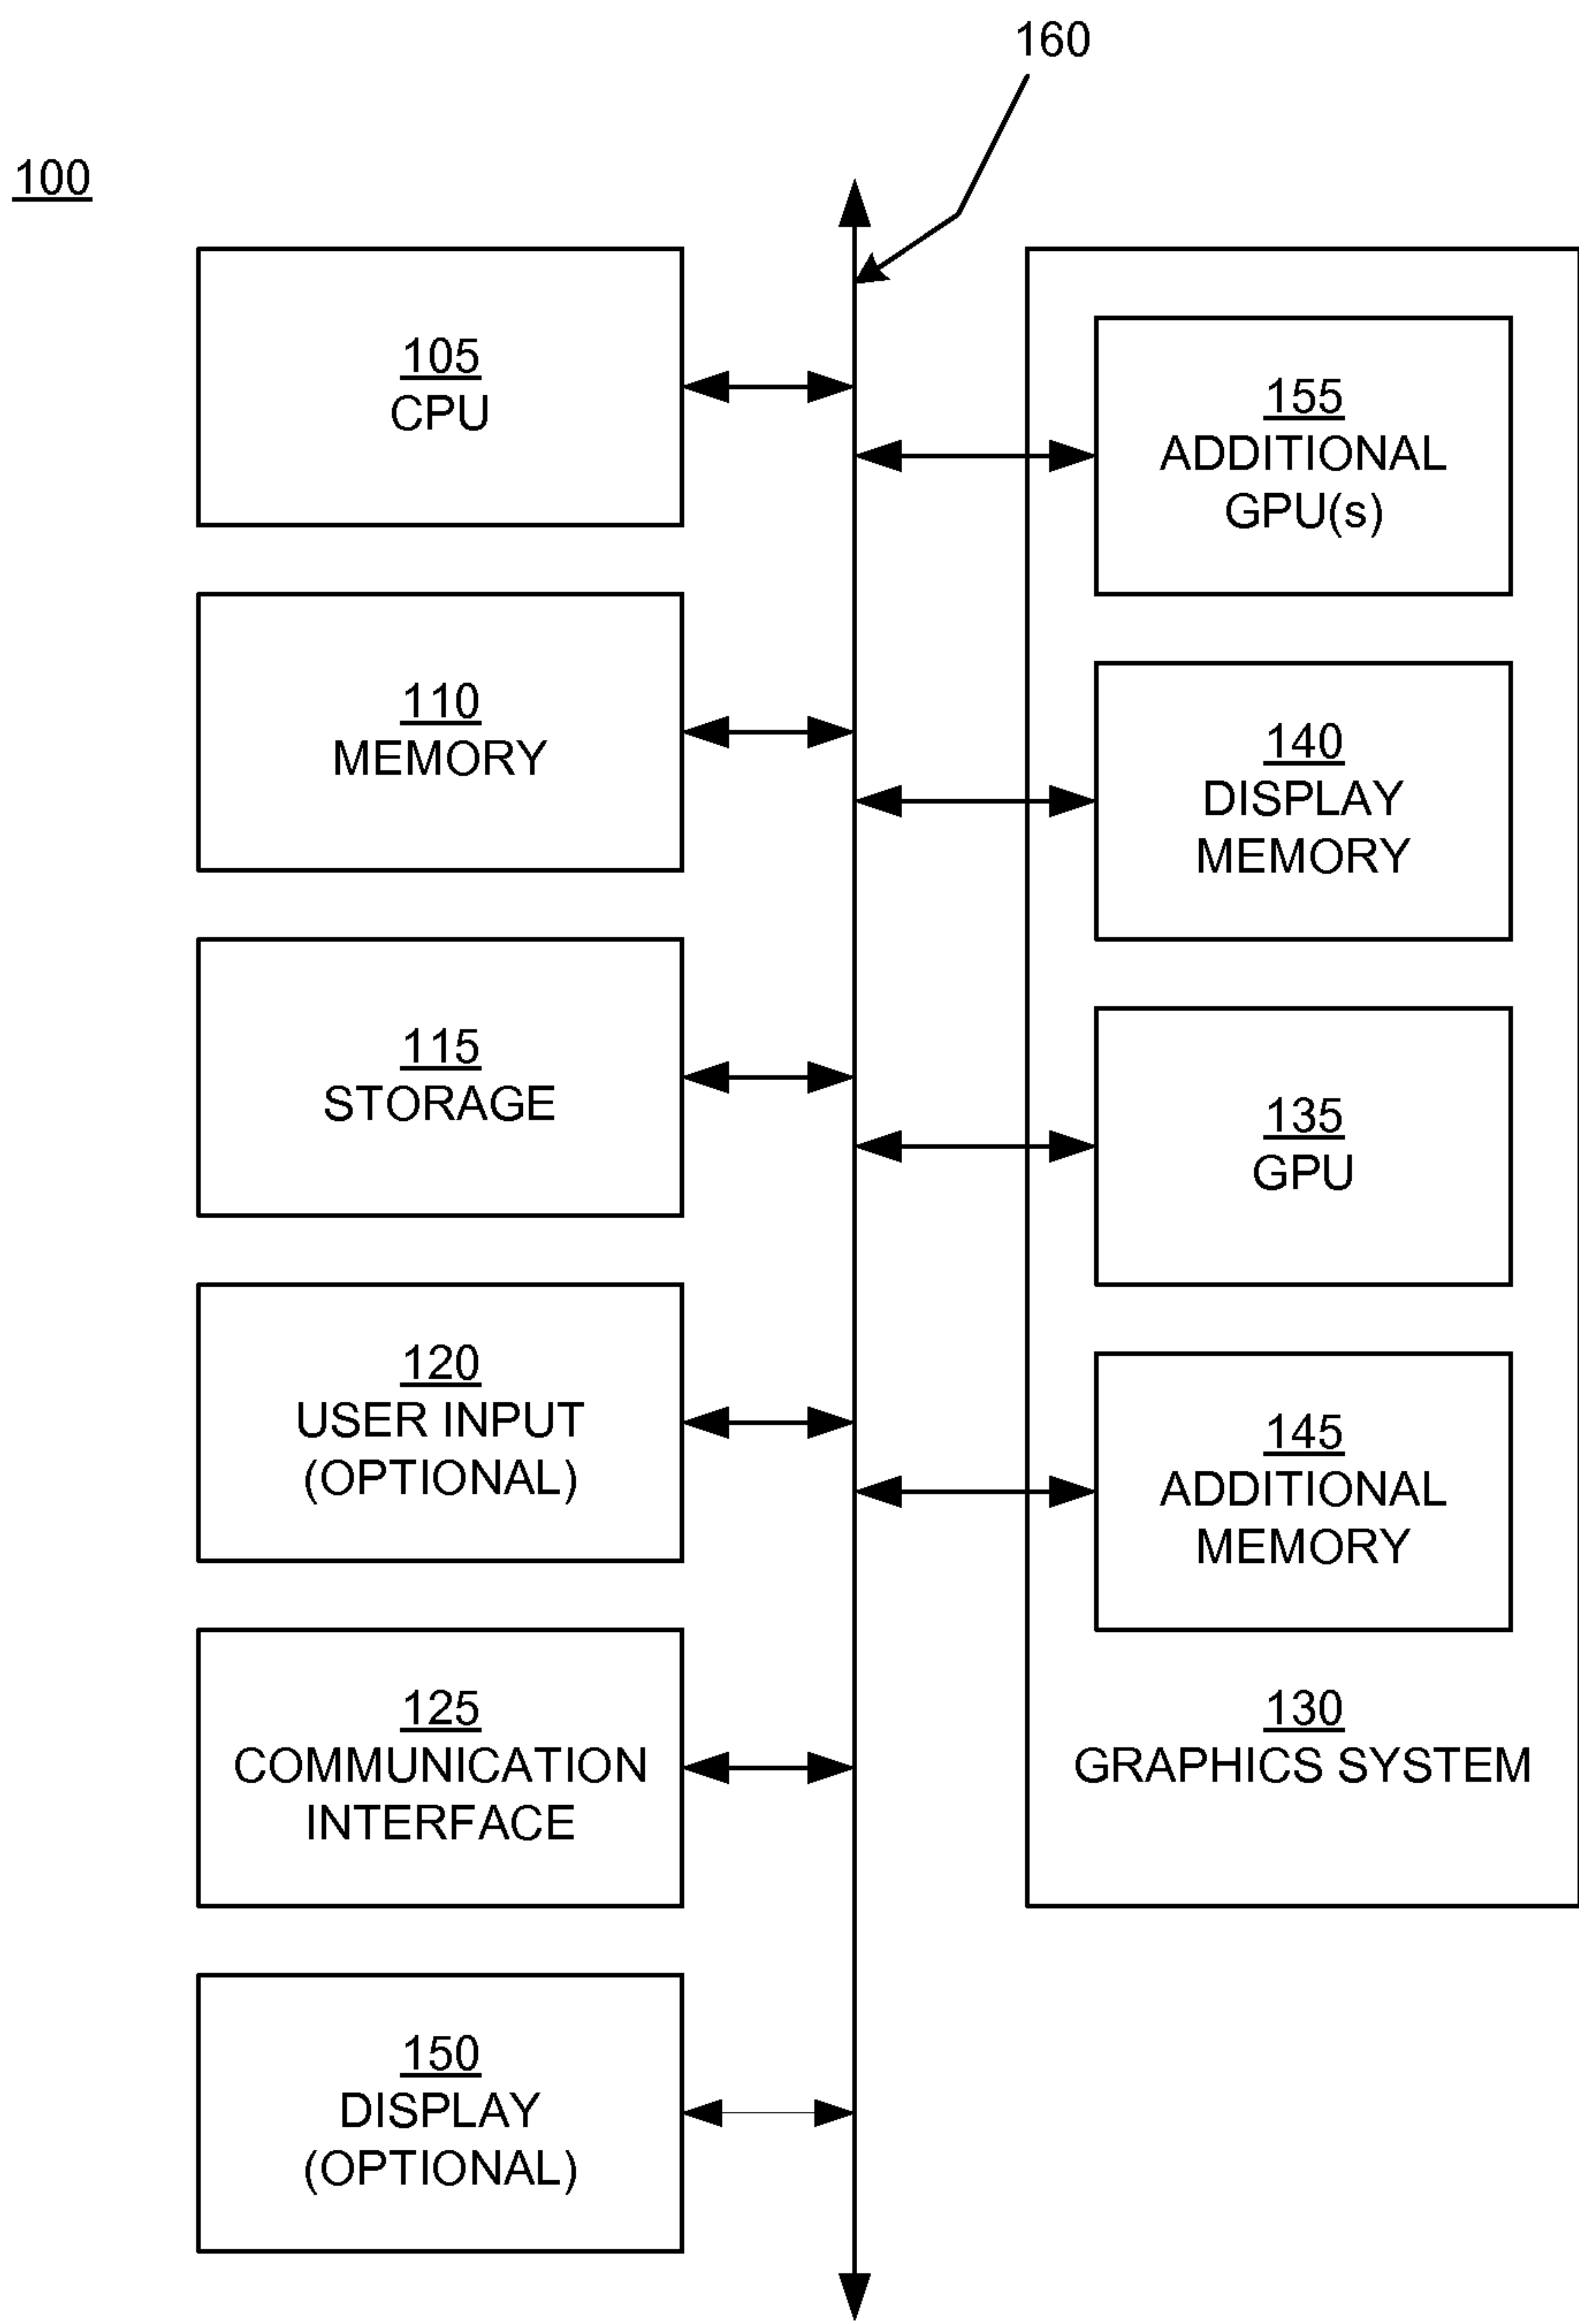 160
100
105
CPU
110
MEMORY
115
STORAGE
120
USER INPUT
(OPTIONAL)
125
COMMUNICATION
INTERFACE
150
DISPLAY
(OPTIONAL)
155
ADDITIONAL
GPU(s)
140
DISPLAY
MEMORY
135
GPU
145
ADDITIONAL
MEMORY
130
GRAPHICS SYSTEM